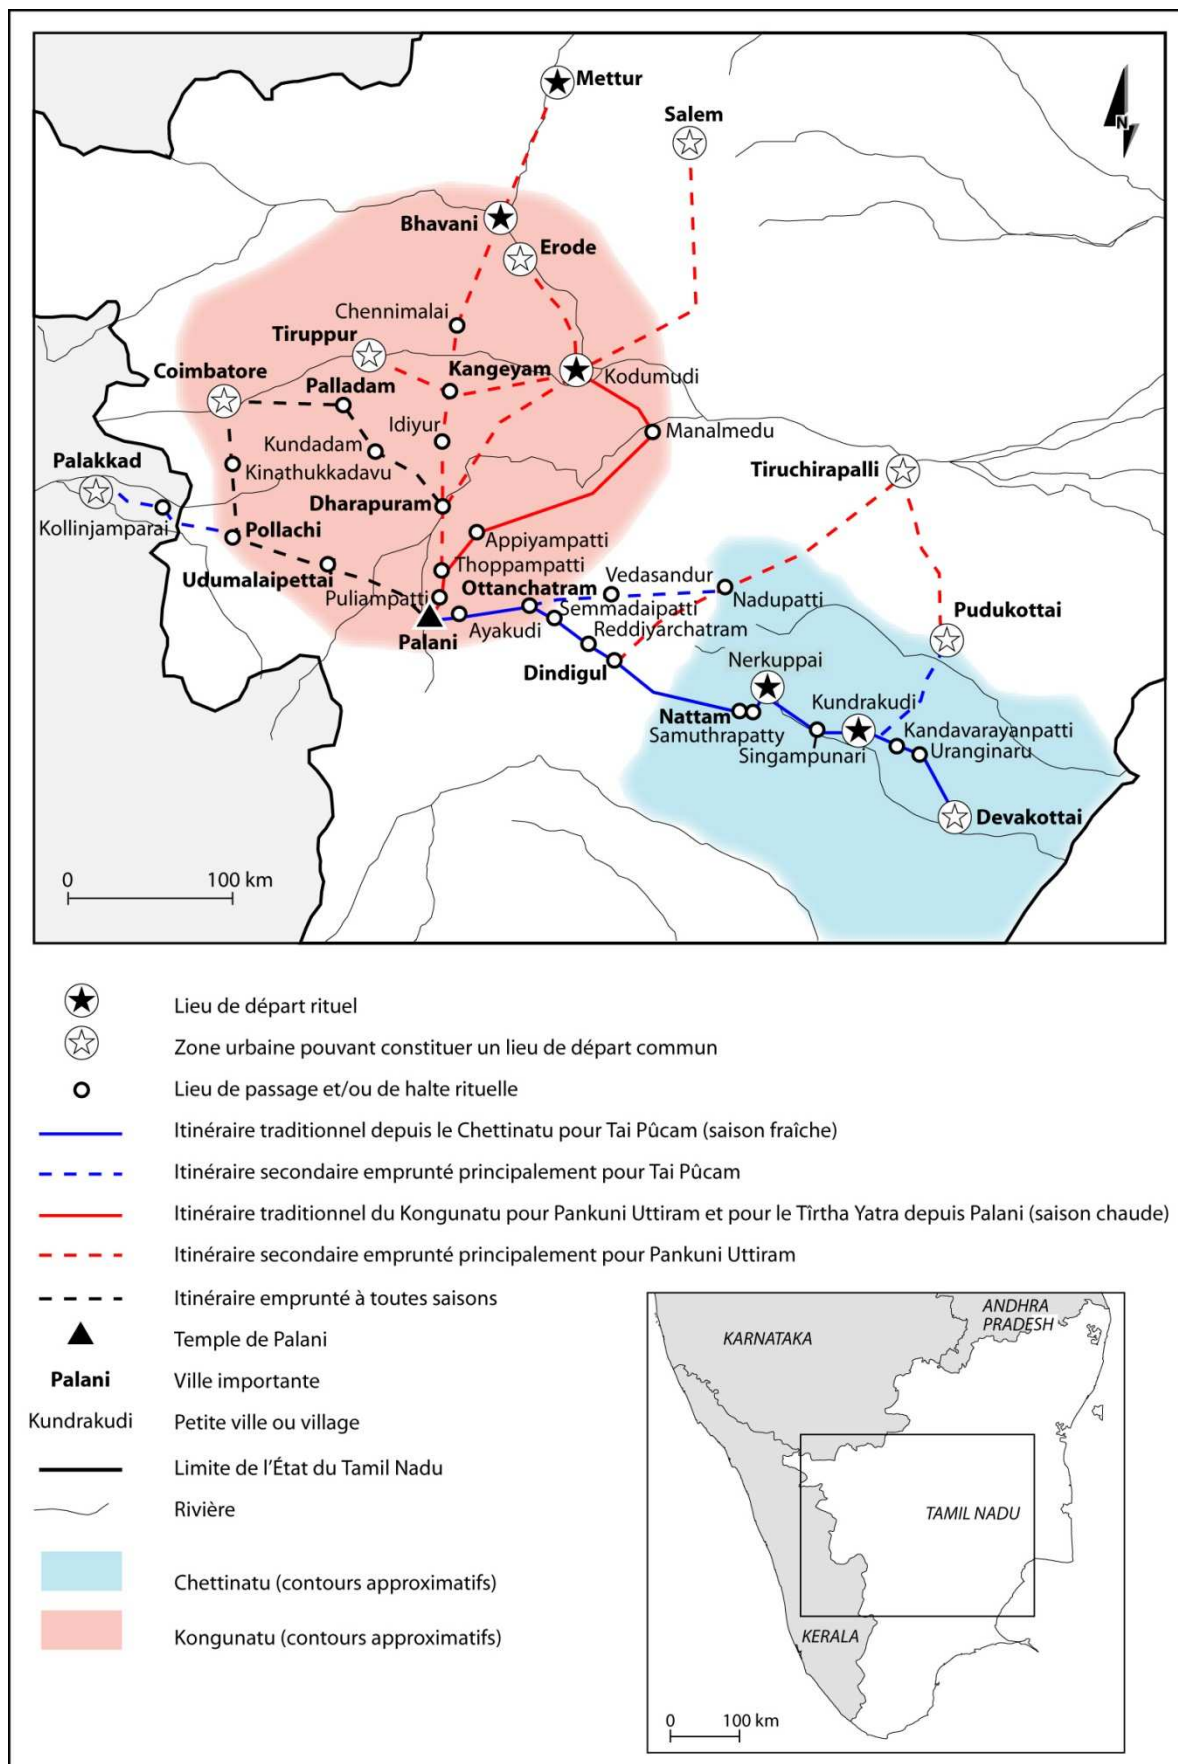 Mettur
Salem
N
Bhavani
Erode
Chennimalai
Tiruppur
Coimbatore
Kangeyam
Kodumudi
Palladam
Idiyur
Manalmedu
Kundadam
Palakkad
Kinathukkadavu
Tiruchirapalli
Dharapuram
Kollinjamparai
Pollachi
Appiyampatti
Udumalaipettai
Thoppampatti
Ottanchatram
Vedasandur
Puliampatti
Semmadaipatti
Nadupatti
Pudukottai
Ayakudi
Reddiyarchatram
Palani
Dindigul
Nerkuppai
Kundrakudi
Nattam
Kandavarayanpatti
Samuthrapatty
Singampunari
Uranginaru
Devakottai
0 100 km
Lieu de départ rituel
Zone urbaine pouvant constituer un lieu de départ commun
Lieu de passage et/ou de halte rituelle
Itinéraire traditionnel depuis le Chettinatu pour Tai Pûcam (saison fraîche)
Itinéraire secondaire emprunté principalement pour Tai Pûcam
Itinéraire traditionnel du Kongunatu pour Pankuni Uttiram et pour le Tîrtha Yatra depuis Palani (saison chaude)
Itinéraire secondaire emprunté principalement pour Pankuni Uttiram
Itinéraire emprunté à toutes saisons
Temple de Palani
Palani Ville importante
Kundrakudi Petite ville ou village
Limite de l'État du Tamil Nadu
Rivière
Chettinatu (contours approximatifs)
Kongunatu (contours approximatifs)
ANDHRA
PRADESH
KARNATAKA
TAMIL NADU
KERALA
0 100 km